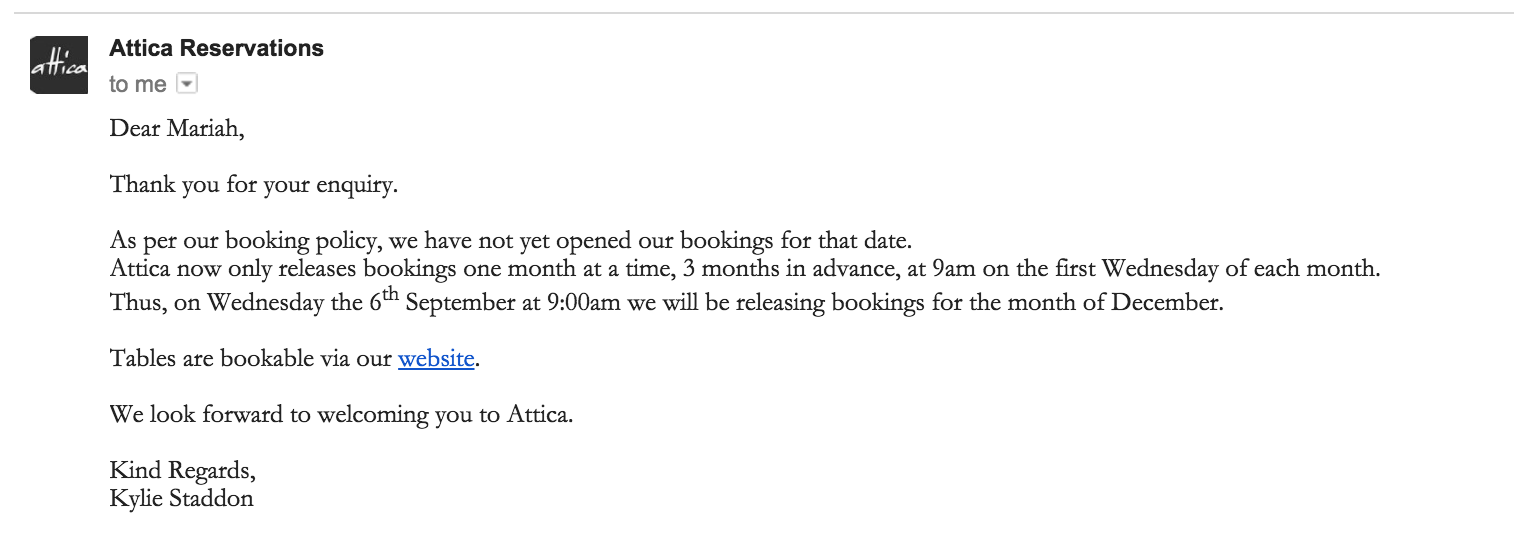 attica
Attica Reservations
to me
Dear Mariah,
Thank you for your enquiry.
As per our booking policy, we have not yet opened our bookings for that date.
Attica now only releases bookings one month at a time, 3 months in advance, at 9am on the first Wednesday of each month.
Thus, on Wednesday the 6th September at 9:00am we will be releasing bookings for the month of December.
Tables are bookable via our website.
We look forward to welcoming you to Attica.
Kind Regards,
Kylie Staddon